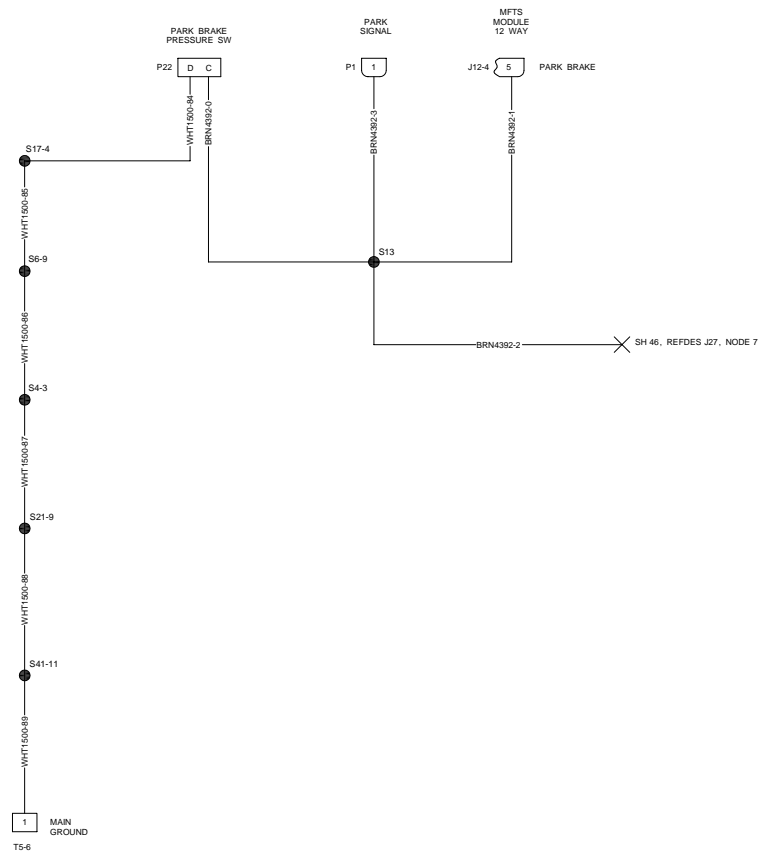 PARK BRAKE
PRESSURE SW
PARK
SIGNAL
MFTS
MODULE
12 WAY
P22 D C
P1 1
J12-4 5 PARK BRAKE
WHT1500-84
BRN4392-0
BRN4392-3
BRN4392-1
S17-4
WHT1500-85
S13
S6-9
WHT1500-86
BRN4392-2
SH 46, REFDES J27, NODE 7
S4-3
WHT1500-87
S21-9
WHT1500-88
S41-11
WHT1500-89
1 MAIN
GROUND
T5-6